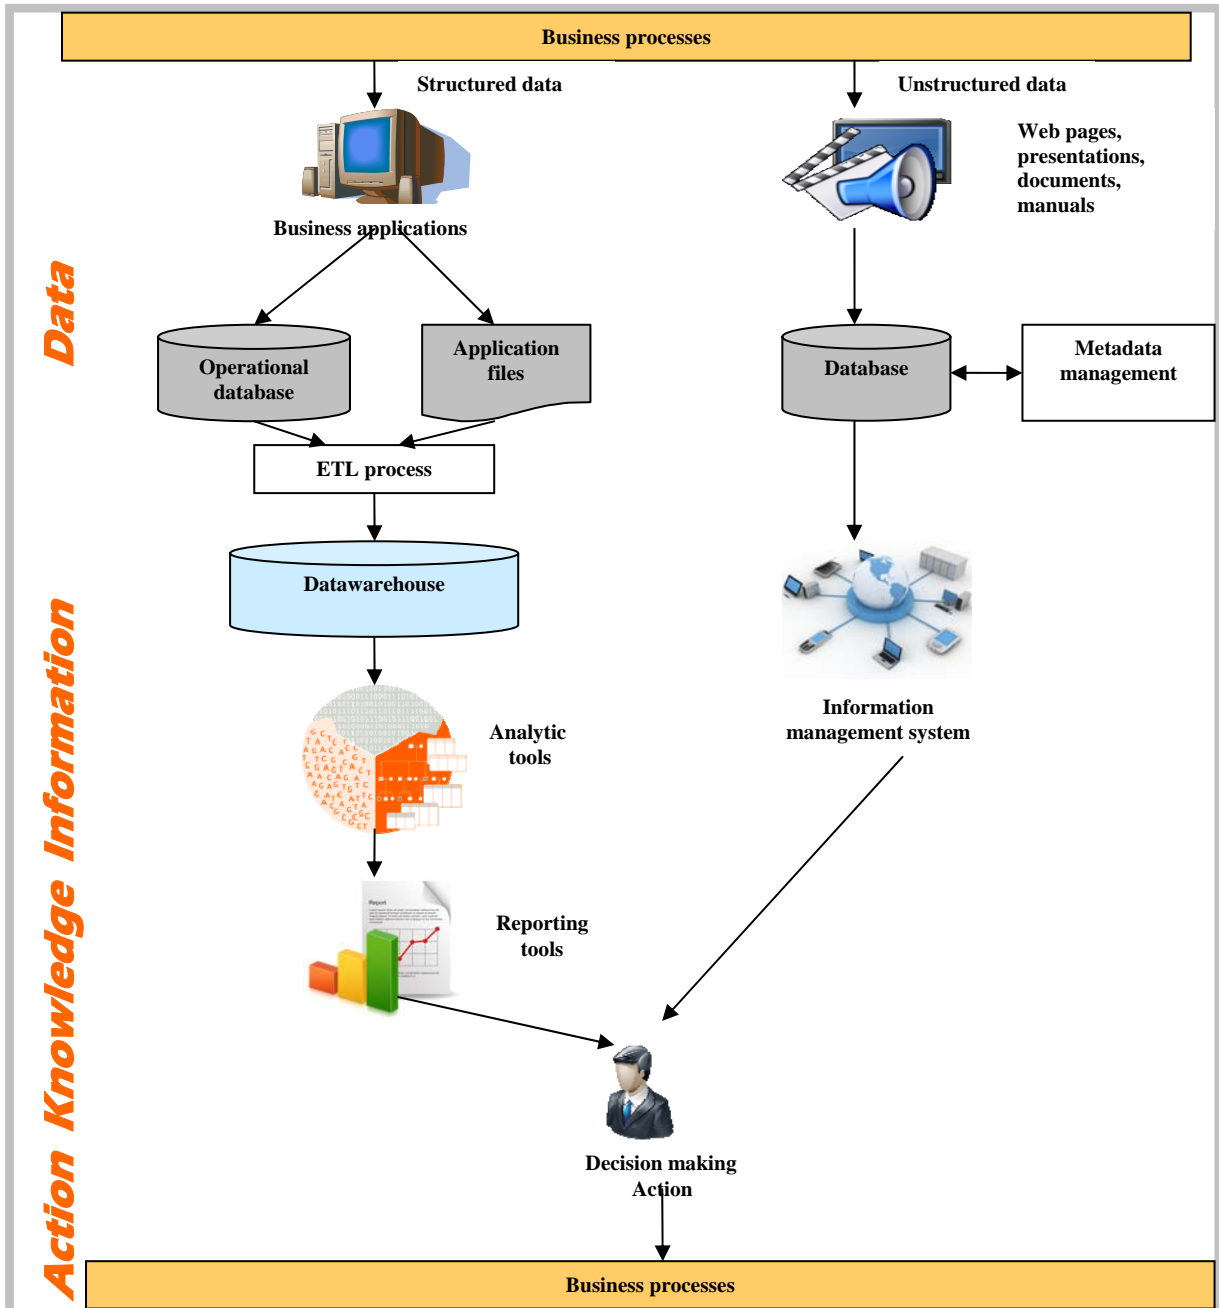 Business processes
Structured data
Unstructured data
Web pages,
presentations,
documents,
manuals
Business applications
Data
Operational
database
Application
files
Database
Metadata
management
ETL process
Datawarehouse
Information
Analytic
tools
Information
management system
Knowledge
Report
Reporting
tools
Decision making
Action
Action
Business processes